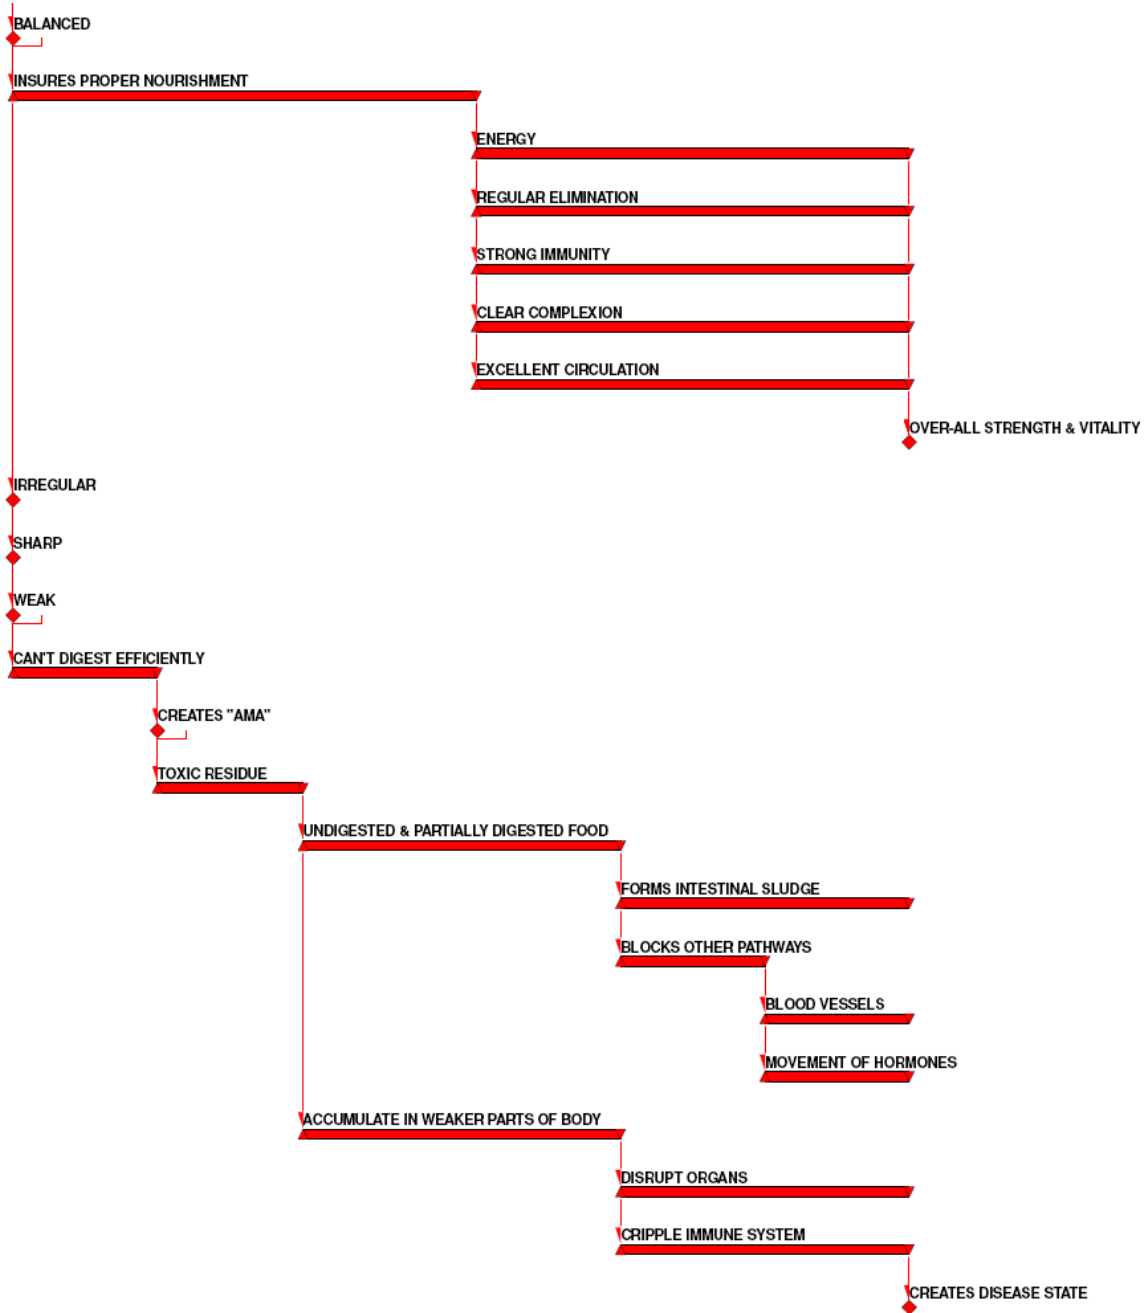 BALANCED
INSURES PROPER NOURISHMENT
ENERGY
REGULAR ELIMINATION
STRONG IMMUNITY
CLEAR COMPLEXION
EXCELLENT CIRCULATION
OVER-ALL STRENGTH & VITALITY
IRREGULAR
SHARP
WEAK
CAN'T DIGEST EFFICIENTLY
CREATES "AMA"
TOXIC RESIDUE
UNDIGESTED & PARTIALLY DIGESTED FOOD
FORMS INTESTINAL SLUDGE
BLOCKS OTHER PATHWAYS
BLOOD VESSELS
MOVEMENT OF HORMONES
ACCUMULATE IN WEAKER PARTS OF BODY
DISRUPT ORGANS
CRIPPLE IMMUNE SYSTEM
CREATES DISEASE STATE